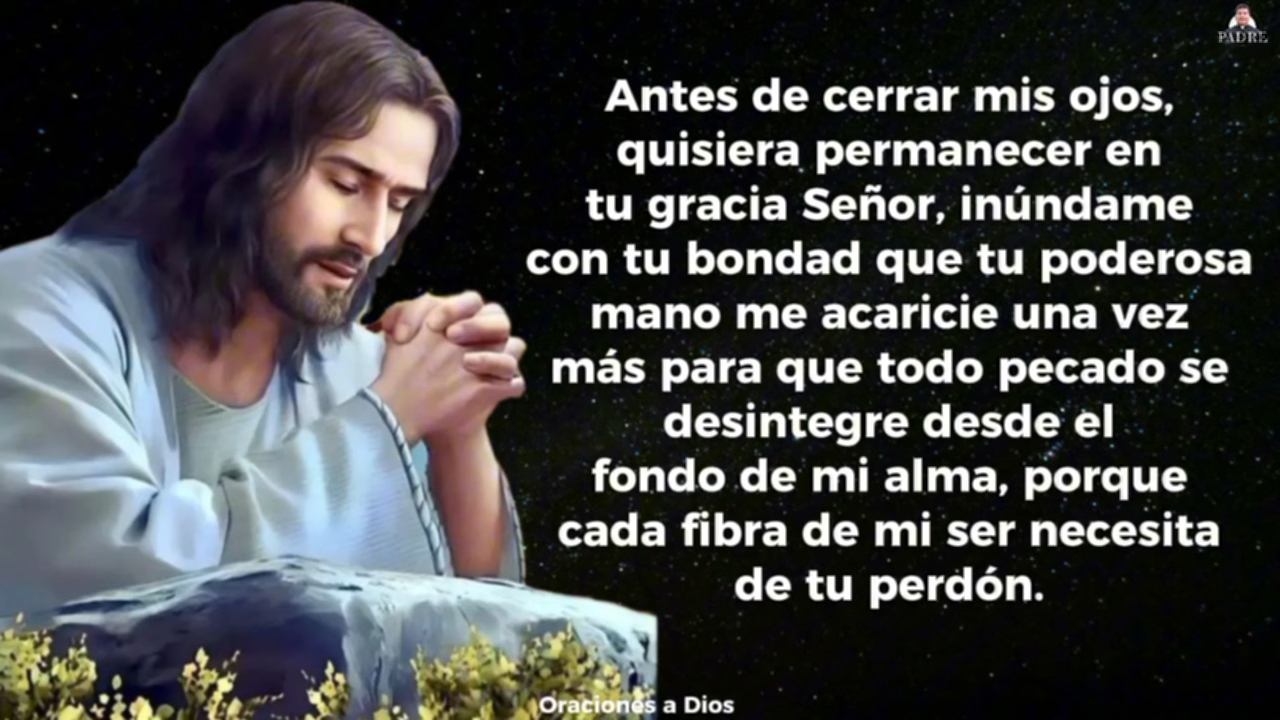 PADRE
Antes de cerrar mis ojos,
quisiera permanecer en
tu gracia Señor, inúndame
con tu bondad que tu poderosa
mano me acaricie una vez
más para que todo pecado se
desintegre desde el
fondo de mi alma, porque
cada fibra de mi ser necesita
de tu perdón.
Oraciones a Dios